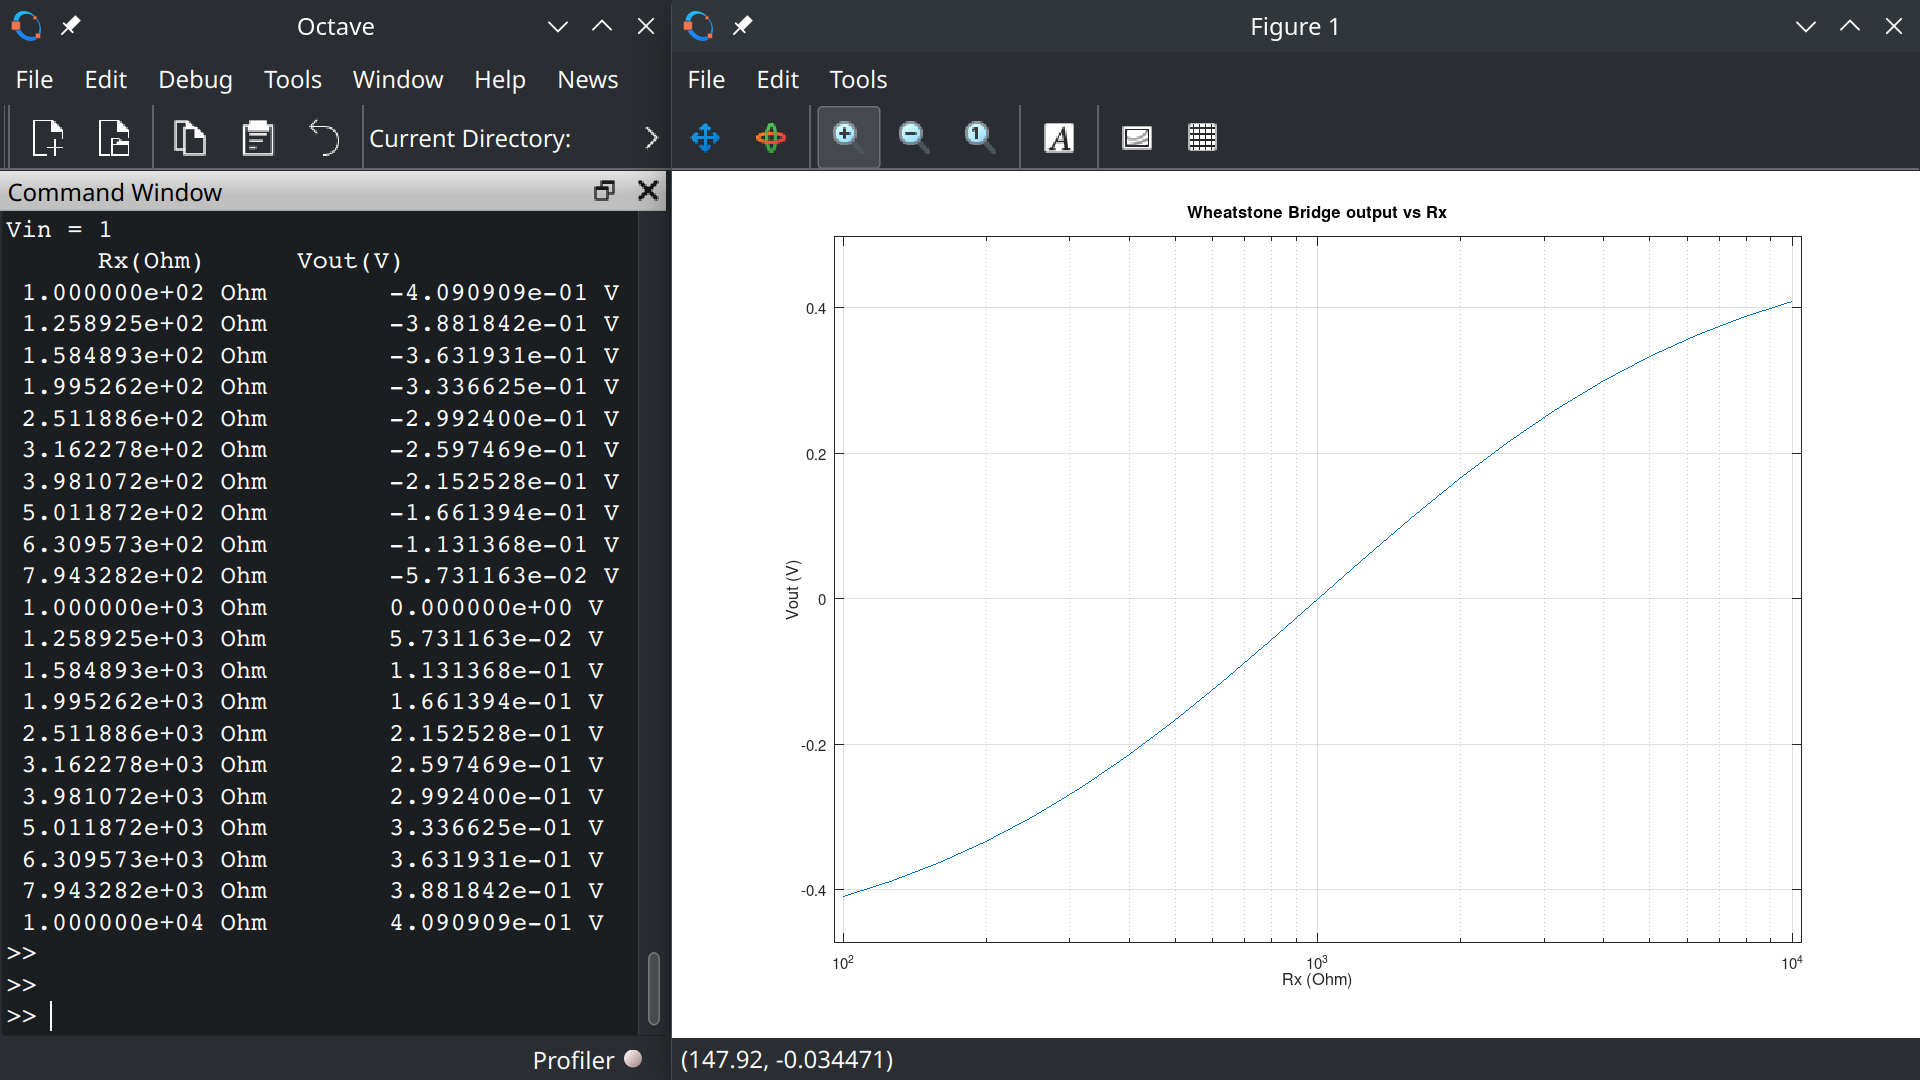 Octave
File Edit Debug Tools Window Help News
Current Directory:
Command Window
Vin = 1
Rx(Ohm) Vout(V)
1.000000e+02 Ohm -4.090909e-01 V
1.258925e+02 Ohm -3.881842e-01 V
1.584893e+02 Ohm -3.631931e-01 V
1.995262e+02 Ohm -3.336625e-01 V
2.511886e+02 Ohm -2.992400e-01 V
3.162278e+02 Ohm -2.597469e-01 V
3.981072e+02 Ohm -2.152528e-01 V
5.011872e+02 Ohm -1.661394e-01 V
6.309573e+02 Ohm -1.131368e-01 V
7.943282e+02 Ohm -5.731163e-02 V
1.000000e+03 Ohm 0.000000e+00 V
1.258925e+03 Ohm 5.731163e-02 V
1.584893e+03 Ohm 1.131368e-01 V
1.995262e+03 Ohm 1.661394e-01 V
2.511886e+03 Ohm 2.152528e-01 V
3.162278e+03 Ohm 2.597469e-01 V
3.981072e+03 Ohm 2.992400e-01 V
5.011872e+03 Ohm 3.336625e-01 V
6.309573e+03 Ohm 3.631931e-01 V
7.943282e+03 Ohm 3.881842e-01 V
1.000000e+04 Ohm 4.090909e-01 V
>>
>>
>>
Profiler
Figure 1
File Edit Tools
1
A
Wheatstone Bridge output vs Rx
0.4
0.2
0
-0.2
-0.4
Vout (V)
10² 10³ 10⁴
Rx (Ohm)
(147.92, -0.034471)